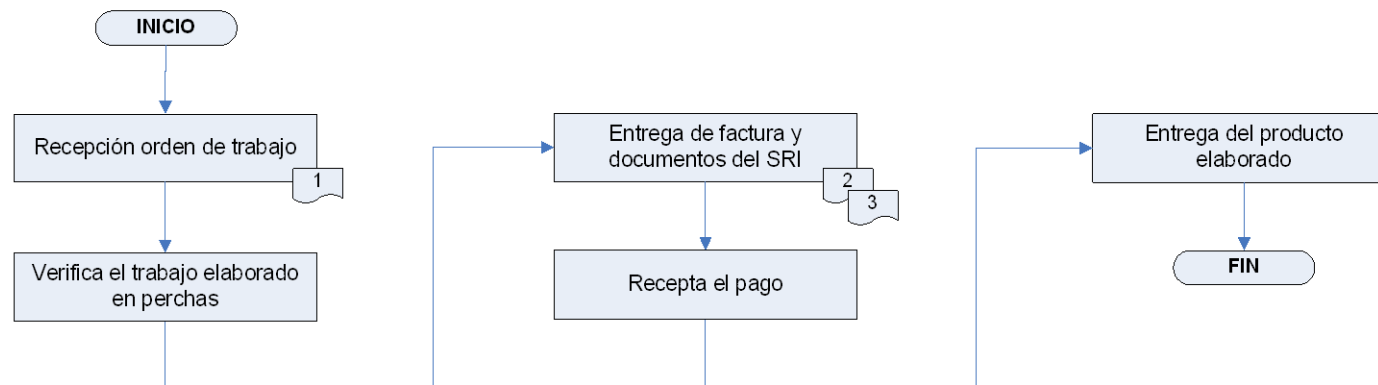 INICIO
Recepción orden de trabajo
1
Verifica el trabajo elaborado
en perchas
Entrega de factura y
documentos del SRI
2
3
Recepta el pago
Entrega del producto
elaborado
FIN